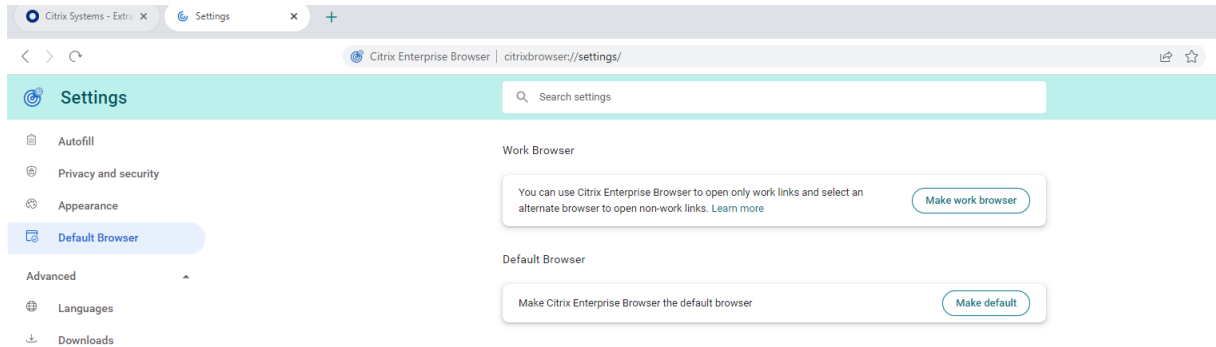 Citrix Systems - Extra
Settings
Citrix Enterprise Browser | citrixbrowser://settings/
Settings
Search settings
Autofill
Privacy and security
Appearance
Default Browser
Advanced
Languages
Downloads
Work Browser
You can use Citrix Enterprise Browser to open only work links and select an
alternate browser to open non-work links. Learn more
Make work browser
Default Browser
Make Citrix Enterprise Browser the default browser
Make default